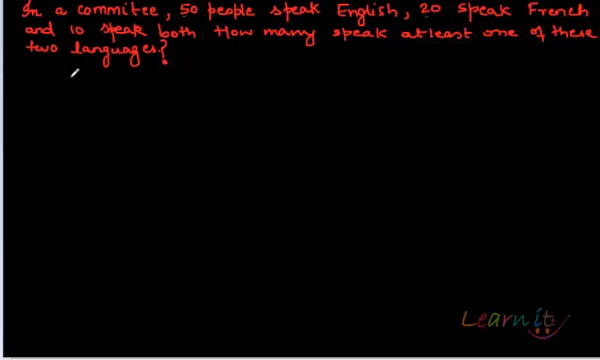 In a commitee, 50 people speak English, 20 speak French
and 10 speak both How many speak atleast one of these
two languages?
Learnit